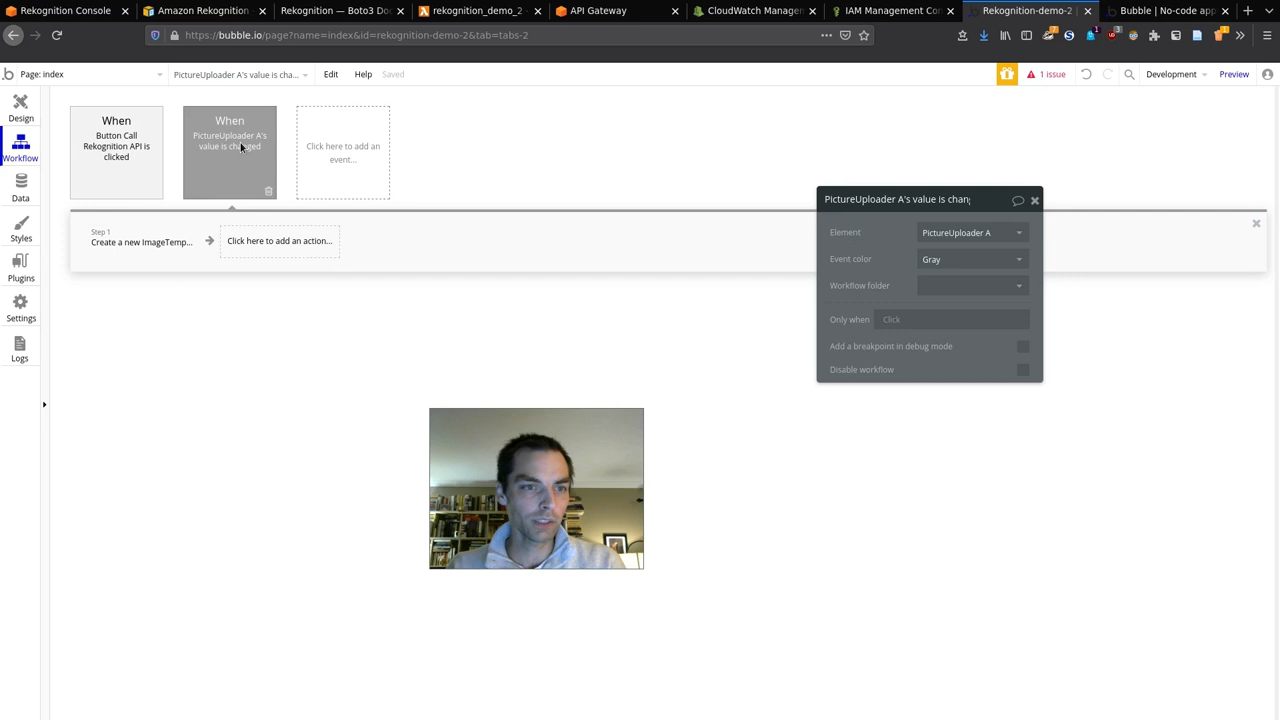 Rekognition Console
Amazon Rekognition
Rekognition — Boto3 Doc
rekognition_demo_2 -
API Gateway
CloudWatch Managen
IAM Management Con
Rekognition-demo-2
Bubble | No-code app
https://bubble.io/page?name=index&id=rekognition-demo-2&tab=tabs-2
Page: index
PictureUploader A's value is cha...
Edit
Help
Saved
1 issue
Development
Preview
Design
Workflow
Data
Styles
Plugins
Settings
Logs
When
Button Call
Rekognition API is
clicked
When
PictureUploader A's
value is changed
Click here to add an
event...
Step 1
Create a new ImageTemp...
Click here to add an action...
PictureUploader A's value is chang
Element
PictureUploader A
Event color
Gray
Workflow folder
Only when
Click
Add a breakpoint in debug mode
Disable workflow